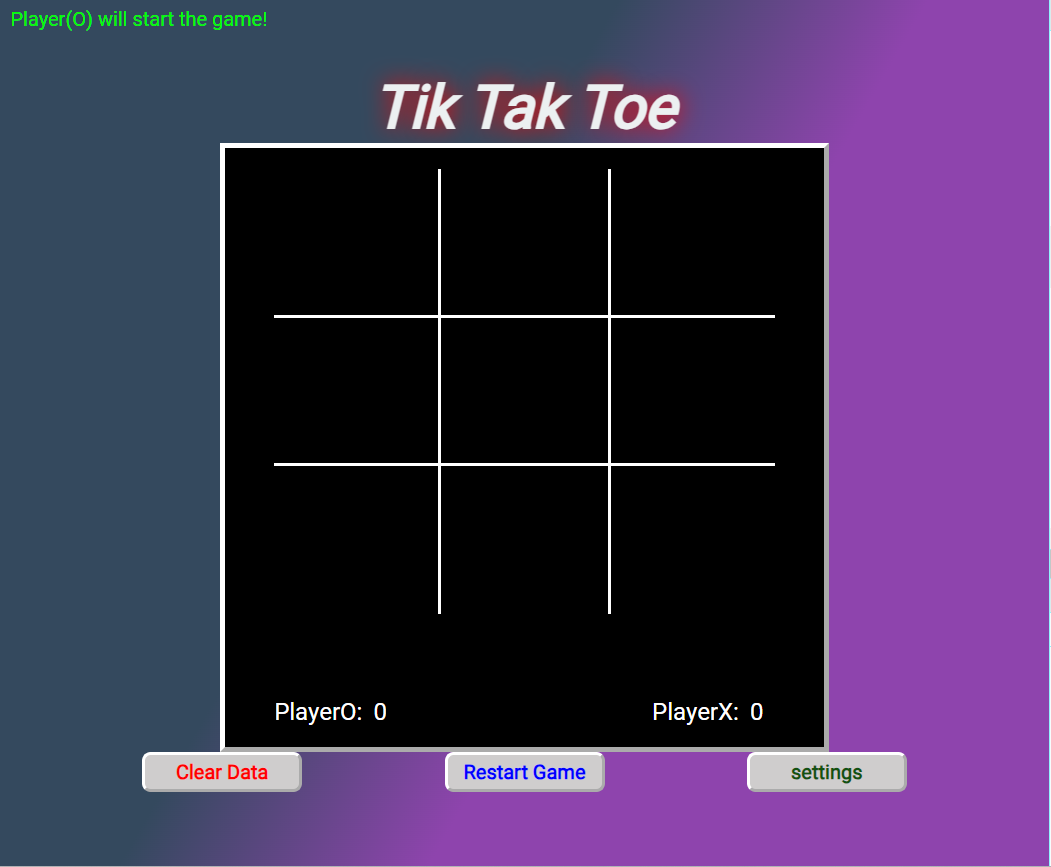 Player(O) will start the game!
Tik Tak Toe
PlayerO: 0
PlayerX: 0
Clear Data
Restart Game
settings